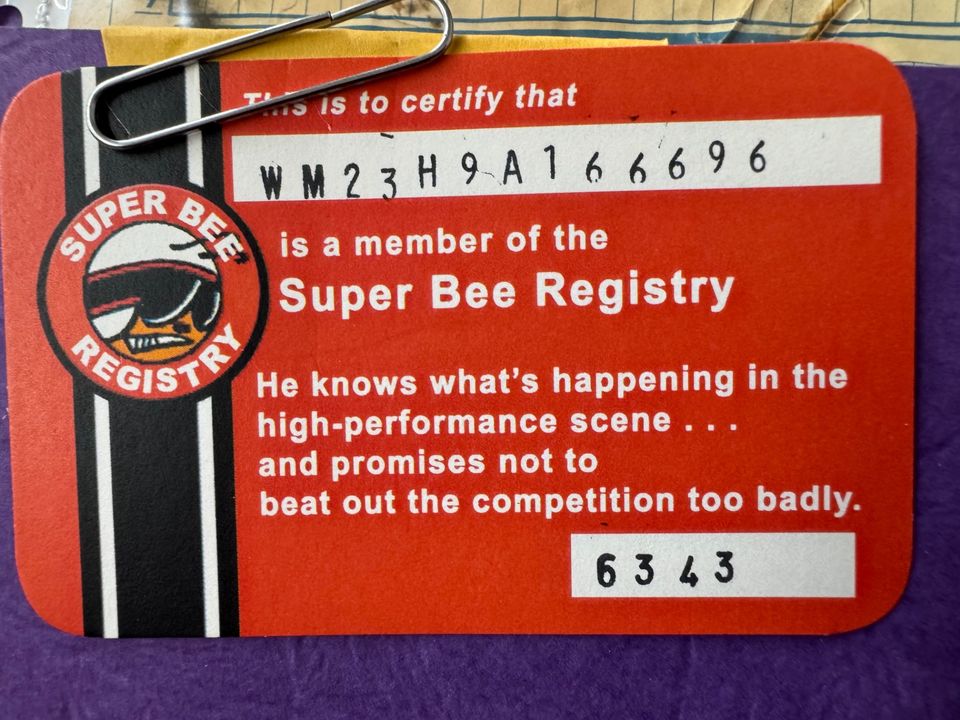 This is to certify that
WM23H9A166696
SUPER BEE
REGISTRY
is a member of the
Super Bee Registry
He knows what's happening in the
high-performance scene . . .
and promises not to
beat out the competition too badly.
6343